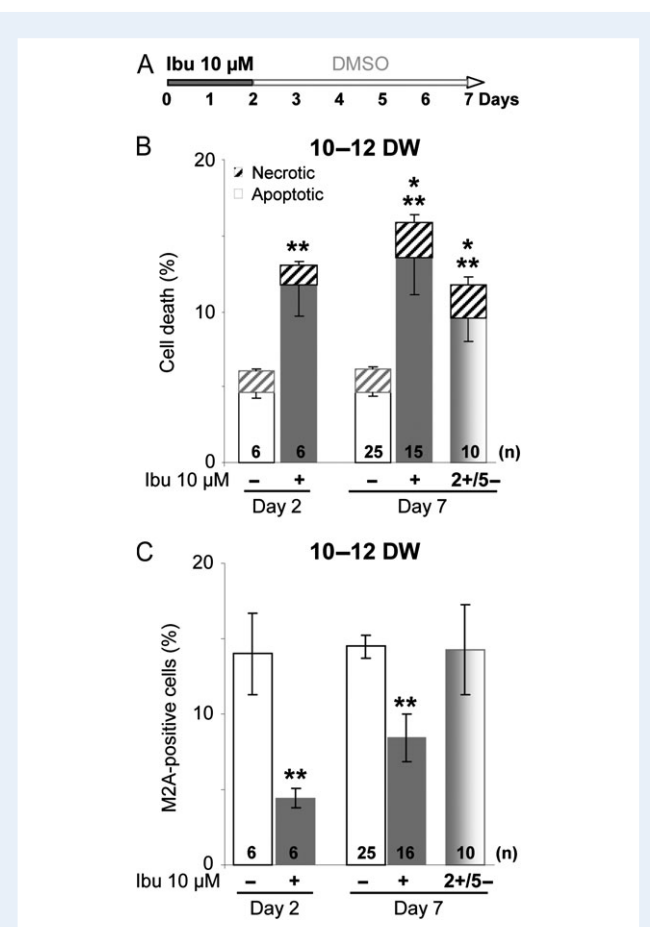 A
Ibu 10 µM DMSO
0 1 2 3 4 5 6 7 Days
B
10–12 DW
20
Necrotic
Apoptotic
*
**
**
*
**
Cell death (%)
10
0
6 6 25 15 10 (n)
Ibu 10 µM – + – + 2+/5–
Day 2 Day 7
C
10–12 DW
20
M2A-positive cells (%)
**
10
**
0
6 6 25 16 10 (n)
Ibu 10 µM – + – + 2+/5–
Day 2 Day 7